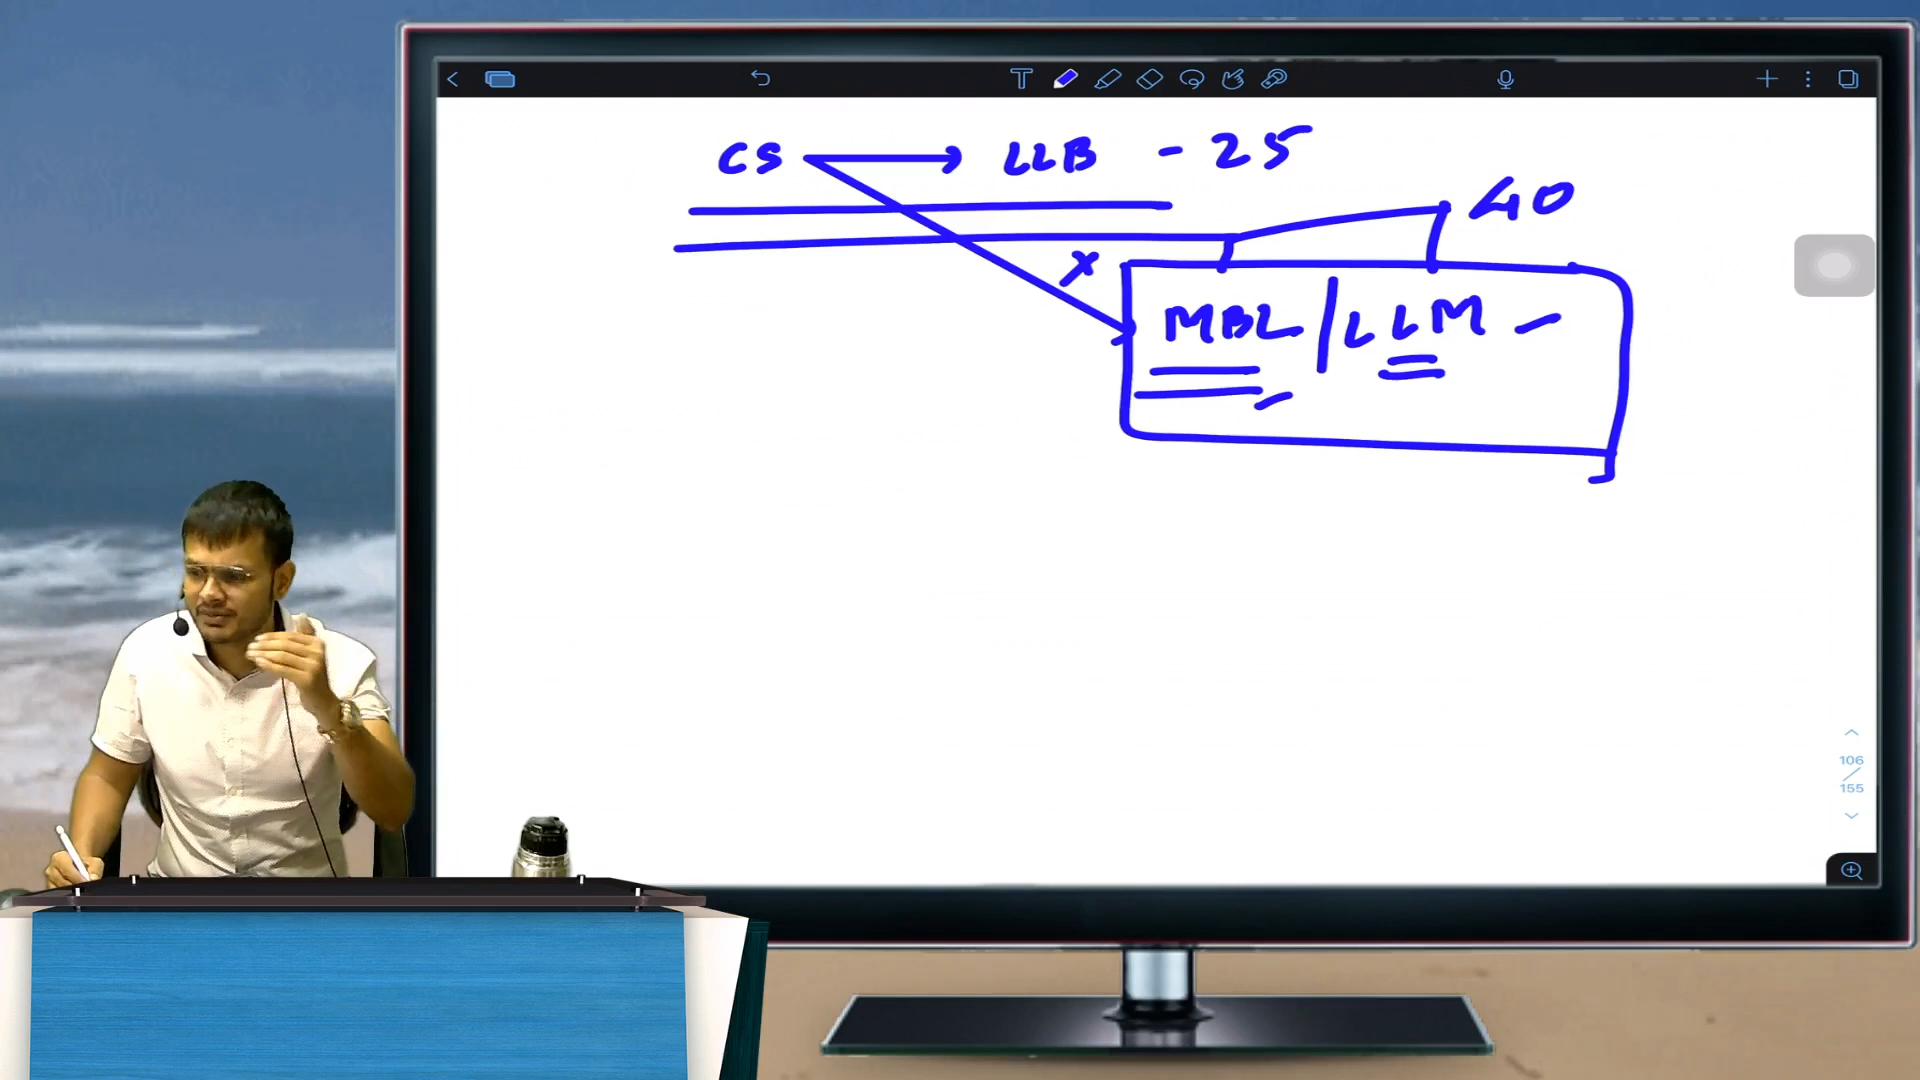 CS → LLB - 25
40
x
MBL / LLM -
106
/
155